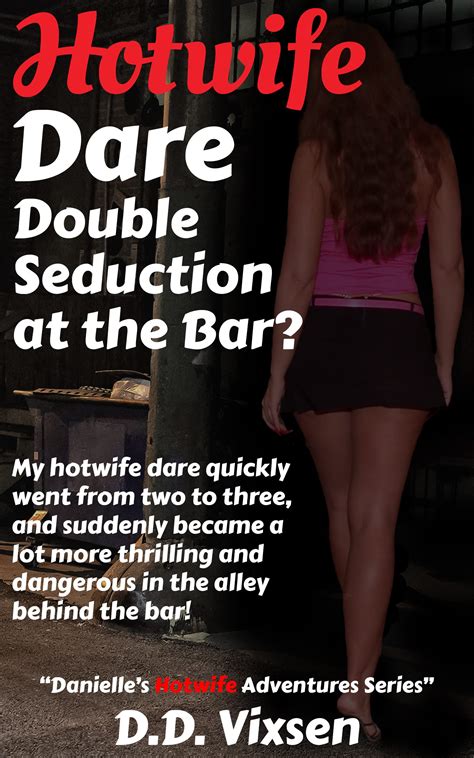 Hotwife
Dare
Double
Seduction
at the Bar?
My hotwife dare quickly
went from two to three,
and suddenly became a
lot more thrilling and
dangerous in the alley
behind the bar!
“Danielle’s Hotwife Adventures Series”
D.D. Vixsen